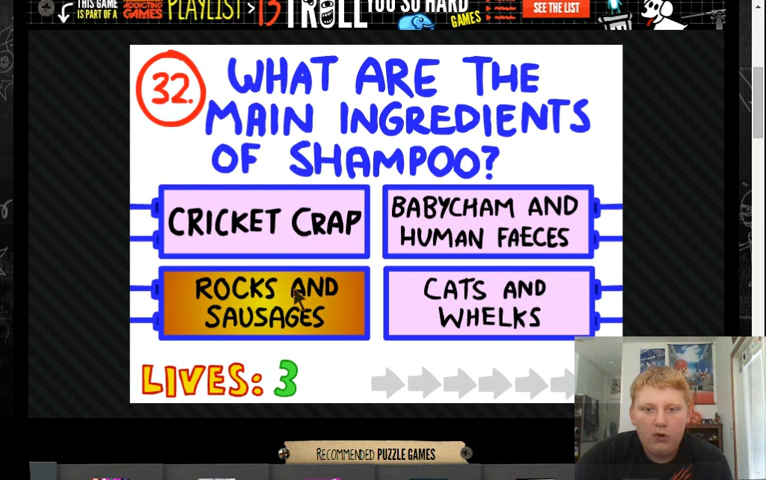 THIS GAME
IS PART OF A
ADDICTING
GAMES
PLAYLIST > 13
TROLL
YOU SO HARD
GAMES
SEE THE LIST
32.
WHAT ARE THE
MAIN INGREDIENTS
OF SHAMPOO?
CRICKET CRAP
BABYCHAM AND
HUMAN FAECES
ROCKS AND
SAUSAGES
CATS AND
WHELKS
LIVES: 3
RECOMMENDED PUZZLE GAMES